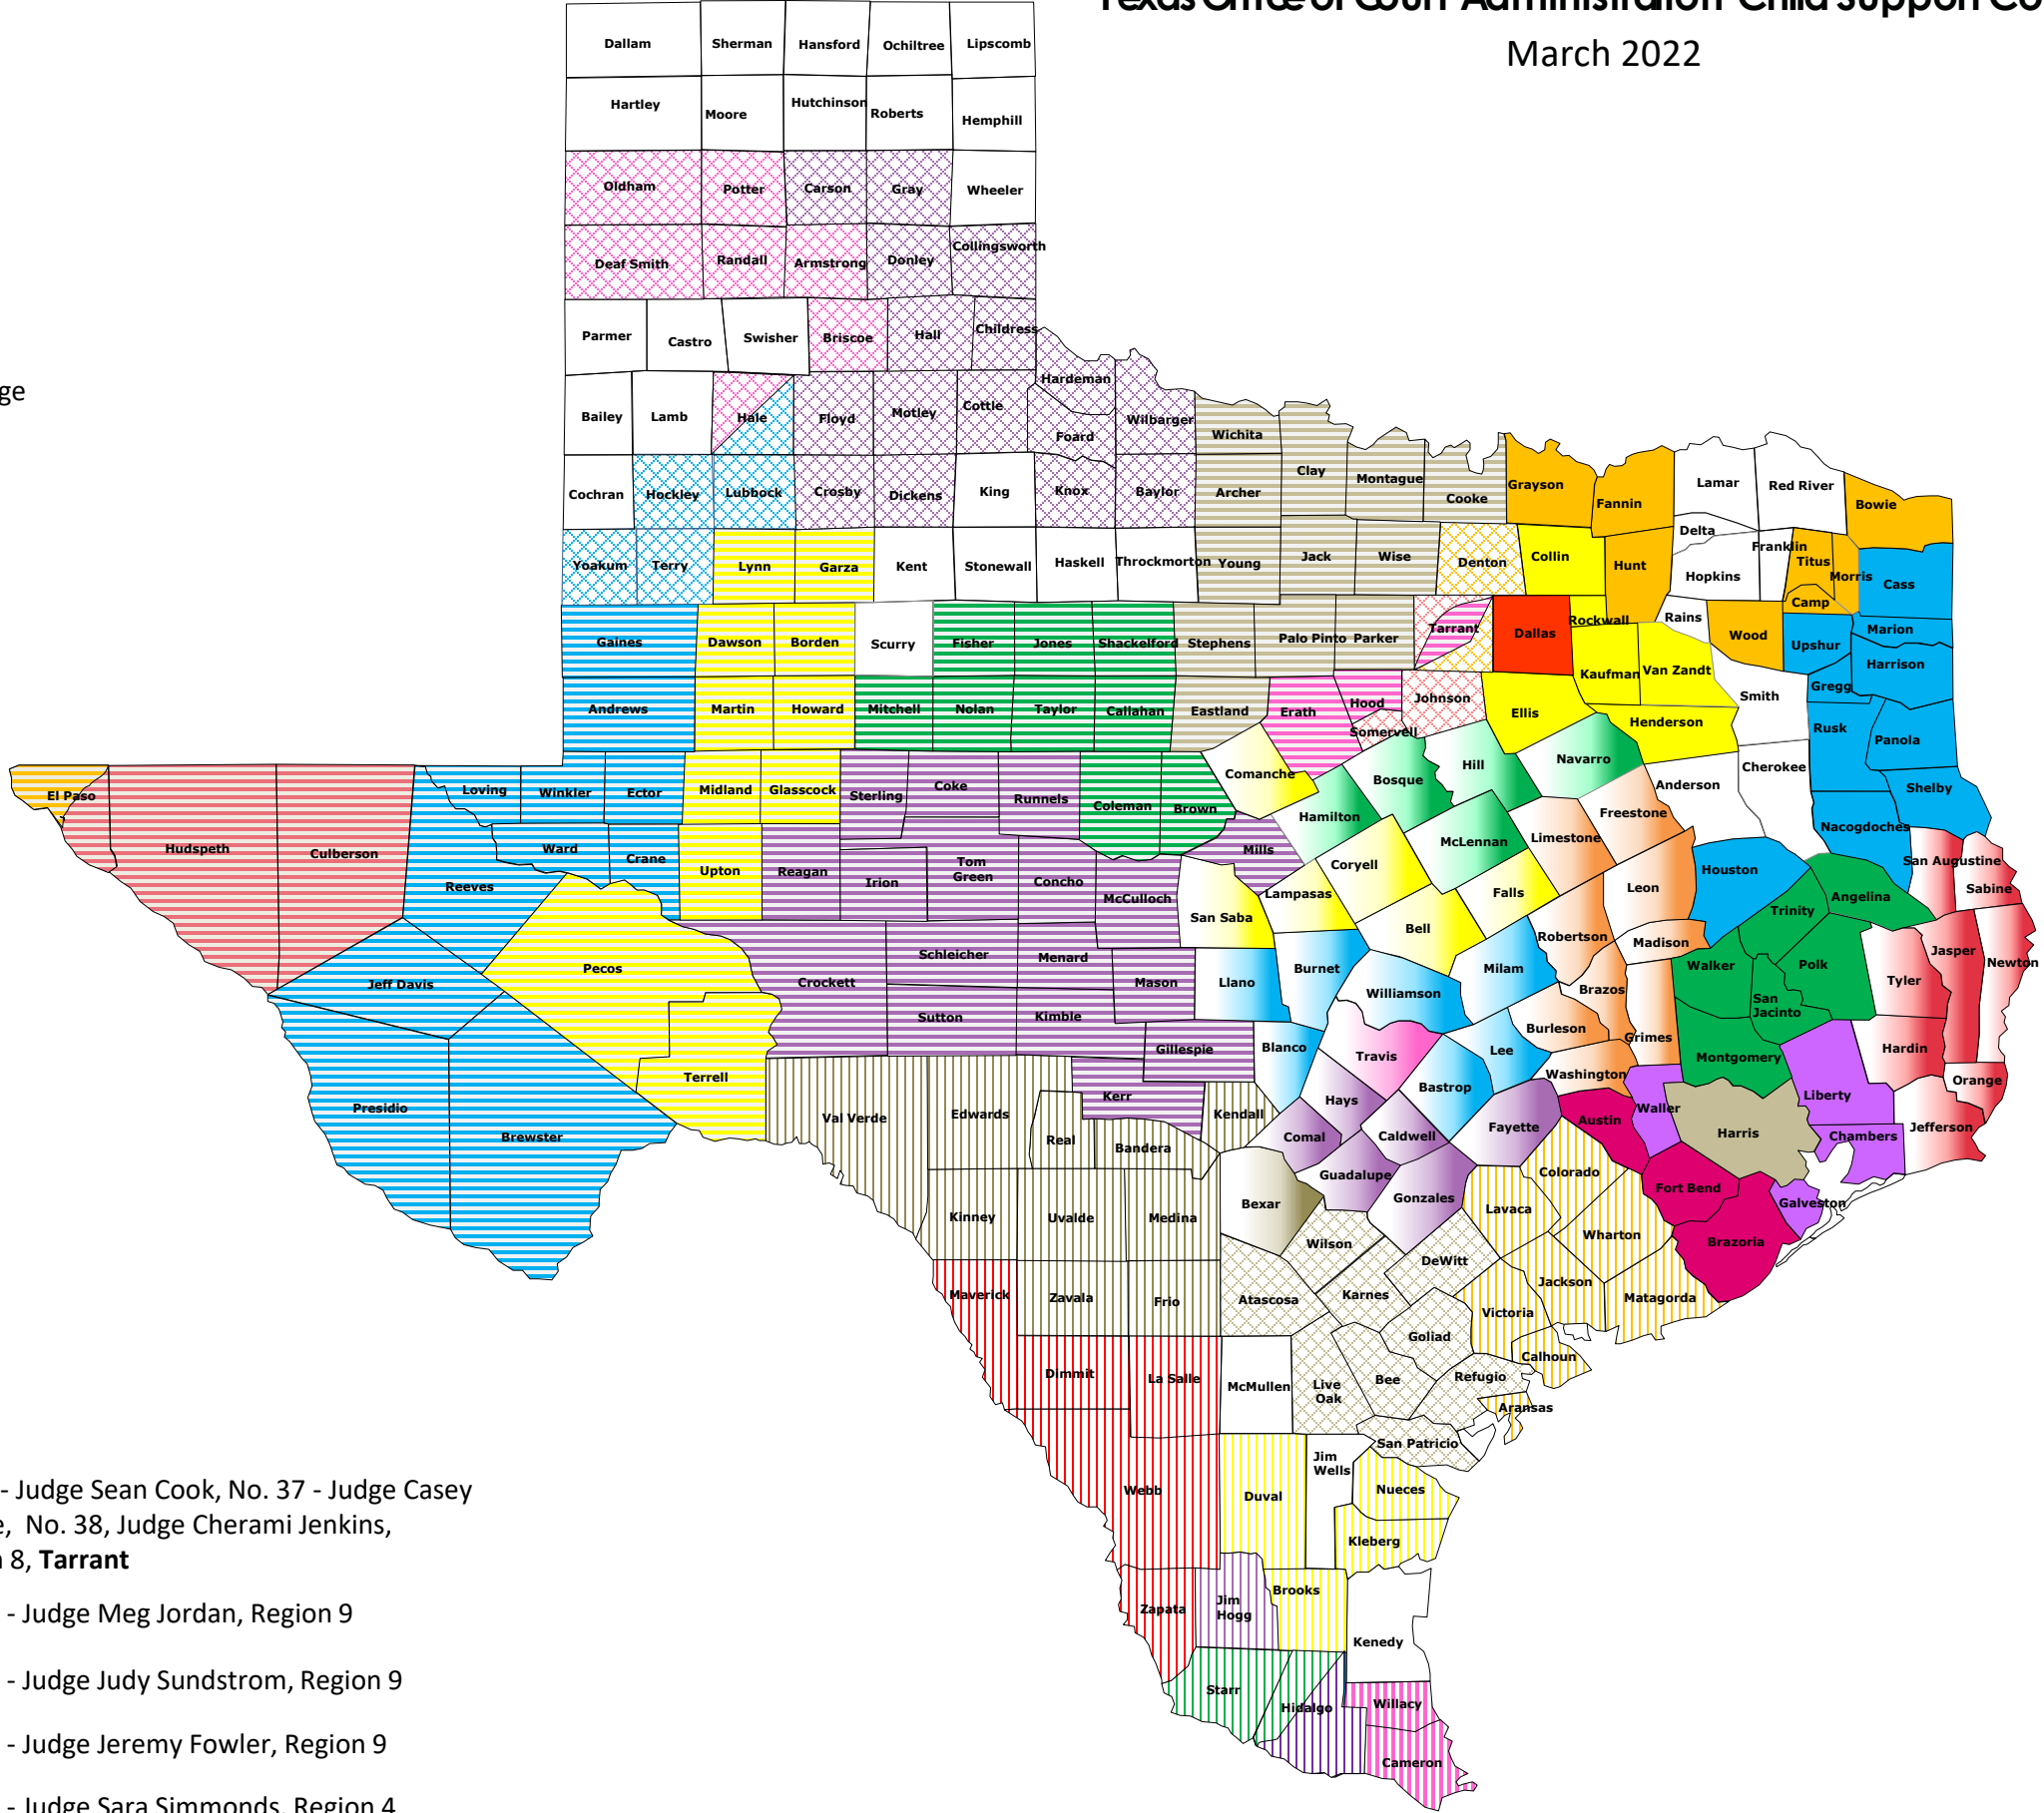 Texas Office of Court Administration Child Support Co
March 2022
Dallam
Sherman
Hansford
Ochiltree
Lipscomb
Hartley
Moore
Hutchinson
Roberts
Hemphill
Oldham
Potter
Carson
Gray
Wheeler
Deaf Smith
Randall
Armstrong
Donley
Collingsworth
Parmer
Castro
Swisher
Briscoe
Hall
Childress
ge
Bailey
Lamb
Hale
Floyd
Motley
Cottle
Hardeman
Foard
Wilbarger
Wichita
Clay
Montague
Cooke
Grayson
Fannin
Lamar
Red River
Bowie
Cochran
Hockley
Lubbock
Crosby
Dickens
King
Knox
Baylor
Archer
Delta
Franklin
Titus
Morris
Cass
Yoakum
Terry
Lynn
Garza
Kent
Stonewall
Haskell
Throckmorton
Young
Jack
Wise
Denton
Collin
Hunt
Hopkins
Camp
Marion
Gaines
Dawson
Borden
Scurry
Fisher
Jones
Shackelford
Stephens
Palo Pinto
Parker
Tarrant
Dallas
Rockwall
Rains
Wood
Upshur
Harrison
Kaufman
Van Zandt
Smith
Gregg
Andrews
Martin
Howard
Mitchell
Nolan
Taylor
Callahan
Eastland
Erath
Hood
Somervell
Johnson
Ellis
Henderson
Rusk
Panola
El Paso
Hudspeth
Culberson
Loving
Winkler
Ector
Midland
Glasscock
Sterling
Coke
Runnels
Coleman
Brown
Comanche
Hamilton
Bosque
Hill
Navarro
Anderson
Cherokee
Shelby
Freestone
Nacogdoches
Reeves
Ward
Crane
Upton
Reagan
Irion
Tom
Green
Concho
McCulloch
Mills
San Saba
Lampasas
Coryell
McLennan
Limestone
Falls
Leon
Houston
San Augustine
Sabine
Angelina
Trinity
Bell
Robertson
Madison
Jeff Davis
Pecos
Crockett
Schleicher
Menard
Mason
Llano
Burnet
Williamson
Milam
Brazos
Walker
San
Jacinto
Polk
Tyler
Jasper
Newton
Sutton
Kimble
Gillespie
Blanco
Travis
Lee
Burleson
Grimes
Montgomery
Hardin
Terrell
Presidio
Brewster
Val Verde
Edwards
Real
Kerr
Bandera
Kendall
Hays
Comal
Caldwell
Bastrop
Fayette
Washington
Austin
Waller
Harris
Liberty
Chambers
Orange
Jefferson
Kinney
Uvalde
Medina
Bexar
Guadalupe
Gonzales
Colorado
Lavaca
Wharton
Fort Bend
Galveston
Brazoria
Maverick
Zavala
Frio
Atascosa
Wilson
Karnes
DeWitt
Victoria
Jackson
Matagorda
Dimmit
La Salle
McMullen
Live
Oak
Bee
Goliad
Refugio
Calhoun
Aransas
San Patricio
Webb
Duval
Jim
Wells
Nueces
Kleberg
Zapata
Jim
Hogg
Brooks
Kenedy
Starr
Hidalgo
Willacy
Cameron
- Judge Sean Cook, No. 37 - Judge Casey
e, No. 38, Judge Cherami Jenkins,
8, Tarrant
- Judge Meg Jordan, Region 9
- Judge Judy Sundstrom, Region 9
- Judge Jeremy Fowler, Region 9
- Judge Sara Simmonds, Region 4